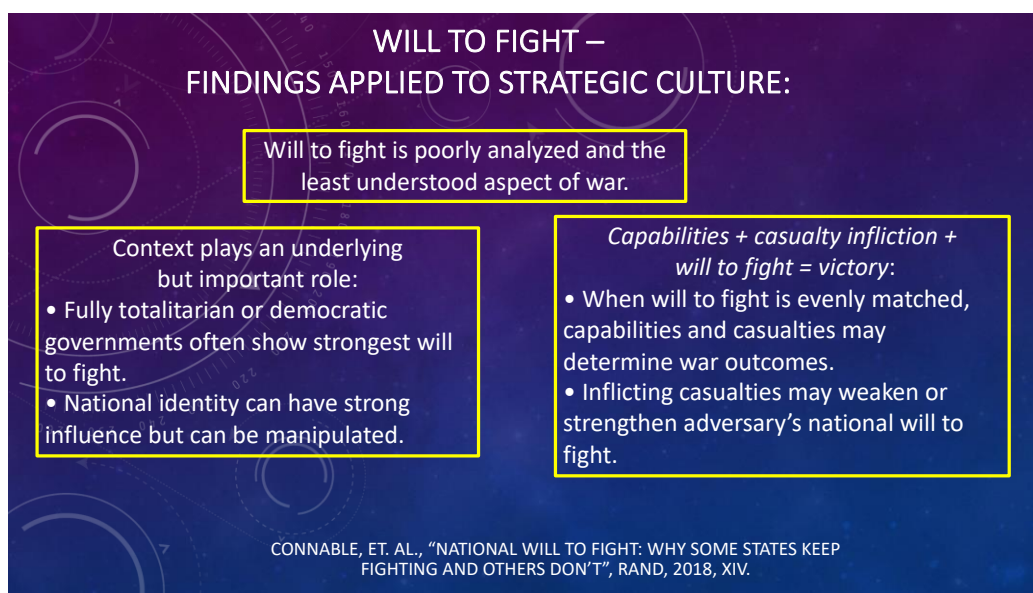 WILL TO FIGHT –
FINDINGS APPLIED TO STRATEGIC CULTURE:
Will to fight is poorly analyzed and the
least understood aspect of war.
Context plays an underlying
but important role:
• Fully totalitarian or democratic
governments often show strongest will
to fight.
• National identity can have strong
influence but can be manipulated.
Capabilities + casualty infliction +
will to fight = victory:
• When will to fight is evenly matched,
capabilities and casualties may
determine war outcomes.
• Inflicting casualties may weaken or
strengthen adversary’s national will to
fight.
CONNABLE, ET. AL., “NATIONAL WILL TO FIGHT: WHY SOME STATES KEEP
FIGHTING AND OTHERS DON’T”, RAND, 2018, XIV.